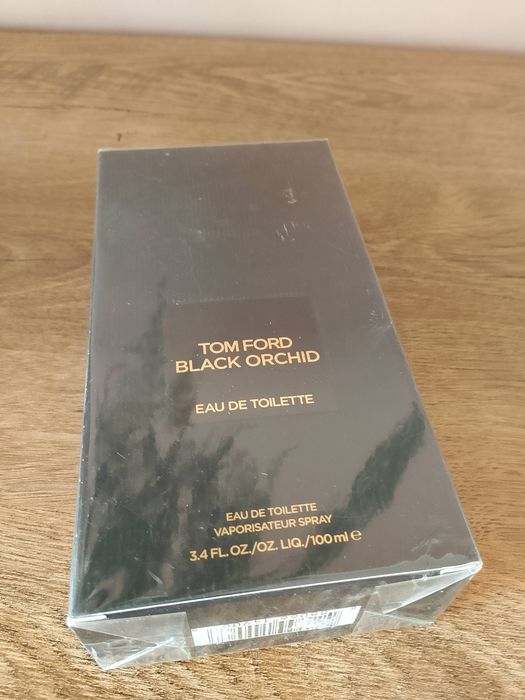 TOM FORD
BLACK ORCHID
EAU DE TOILETTE
EAU DE TOILETTE
VAPORISATEUR SPRAY
3.4 FL. OZ./OZ. LIQ./100 ml ℮